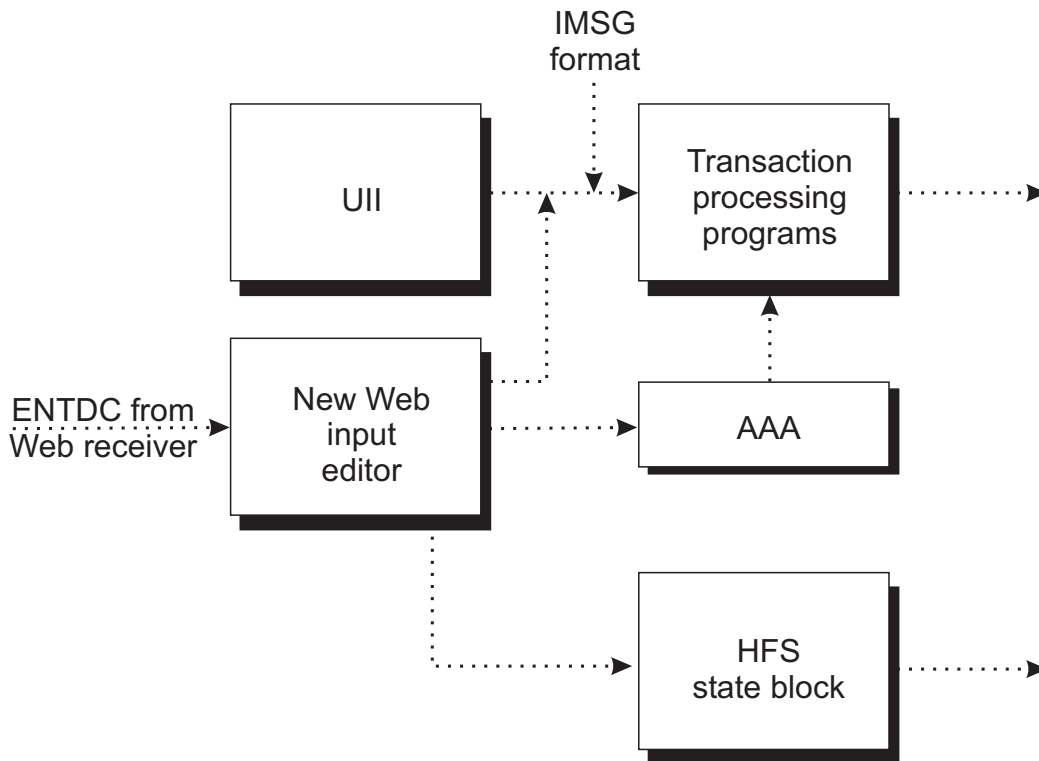 IMSG
format
UII
Transaction
processing
programs
ENTDC from
Web receiver
New Web
input
editor
AAA
HFS
state block